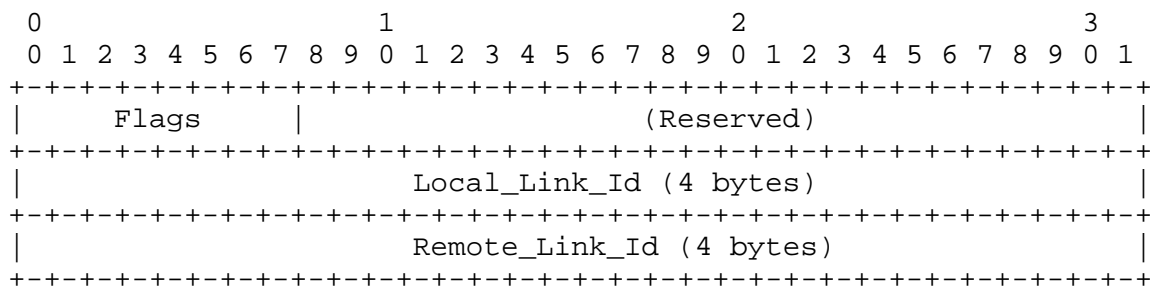 0                   1                   2                   3
 0 1 2 3 4 5 6 7 8 9 0 1 2 3 4 5 6 7 8 9 0 1 2 3 4 5 6 7 8 9 0 1
+-+-+-+-+-+-+-+-+-+-+-+-+-+-+-+-+-+-+-+-+-+-+-+-+-+-+-+-+-+-+-+
|     Flags     |                   (Reserved)                  |
+-+-+-+-+-+-+-+-+-+-+-+-+-+-+-+-+-+-+-+-+-+-+-+-+-+-+-+-+-+-+-+
|                      Local_Link_Id (4 bytes)                  |
+-+-+-+-+-+-+-+-+-+-+-+-+-+-+-+-+-+-+-+-+-+-+-+-+-+-+-+-+-+-+-+
|                      Remote_Link_Id (4 bytes)                 |
+-+-+-+-+-+-+-+-+-+-+-+-+-+-+-+-+-+-+-+-+-+-+-+-+-+-+-+-+-+-+-+